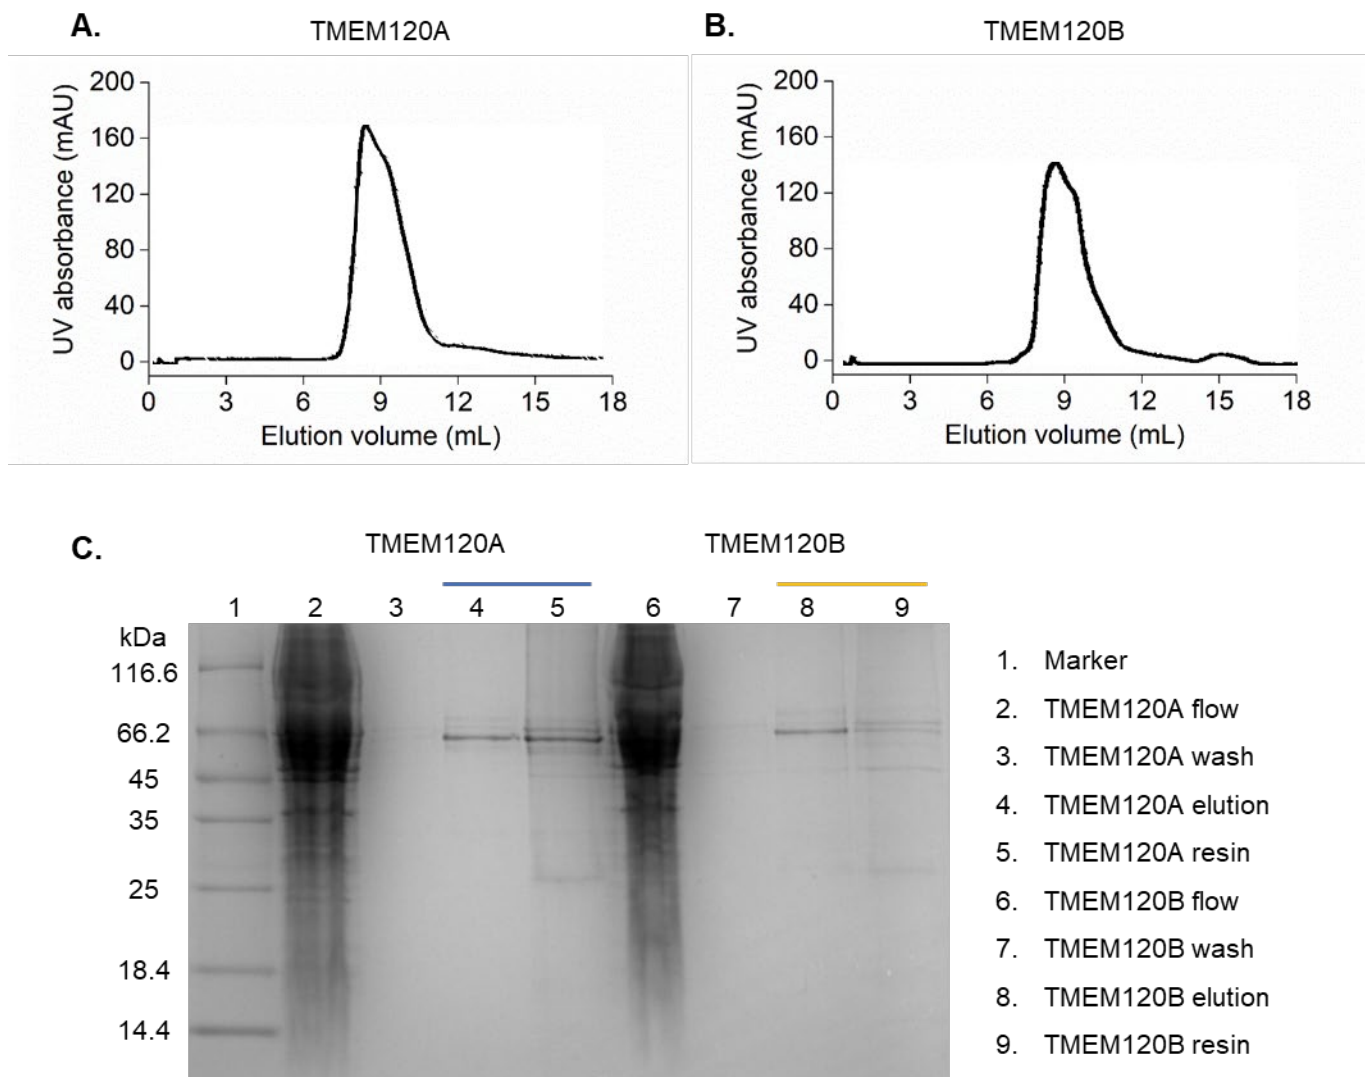 A.
TMEM120A
200
160
120
80
40
0
UV absorbance (mAU)
0 3 6 9 12 15 18
Elution volume (mL)
B.
TMEM120B
200
160
120
80
40
0
UV absorbance (mAU)
0 3 6 9 12 15 18
Elution volume (mL)
C.
TMEM120A TMEM120B
1 2 3 4 5 6 7 8 9
kDa
116.6
66.2
45
35
25
18.4
14.4
1. Marker
2. TMEM120A flow
3. TMEM120A wash
4. TMEM120A elution
5. TMEM120A resin
6. TMEM120B flow
7. TMEM120B wash
8. TMEM120B elution
9. TMEM120B resin